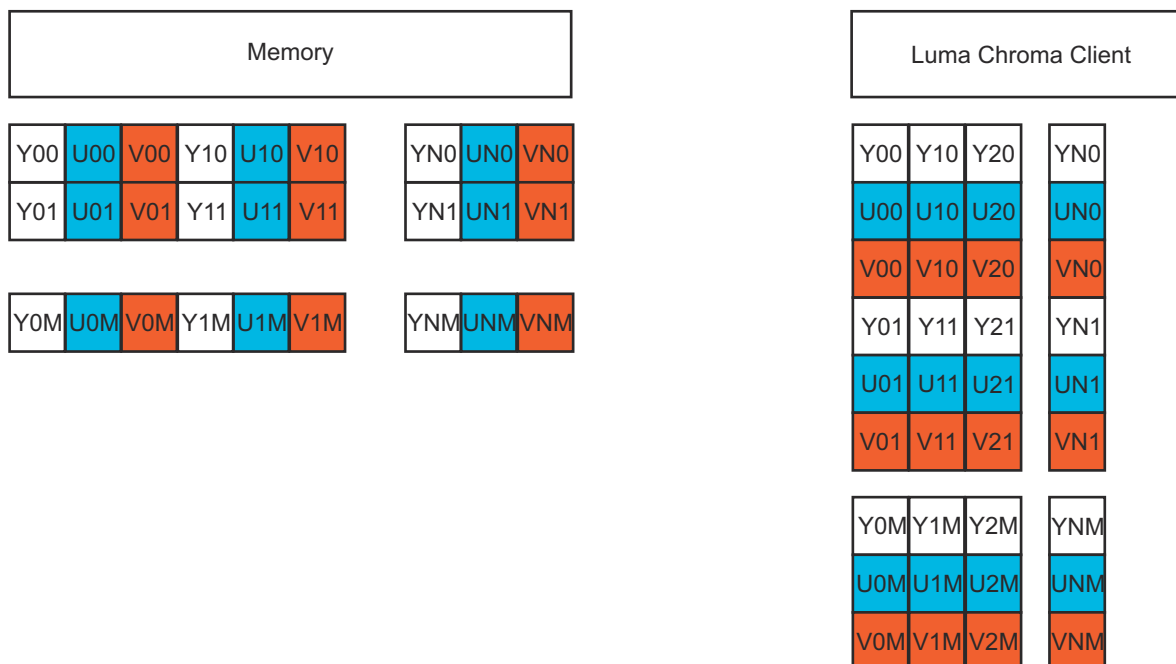 Memory
Y00 U00 V00 Y10 U10 V10 YN0 UN0 VN0
Y01 U01 V01 Y11 U11 V11 YN1 UN1 VN1
Y0M U0M V0M Y1M U1M V1M YNM UNM VNM
Luma Chroma Client
Y00 Y10 Y20 YN0
U00 U10 U20 UN0
V00 V10 V20 VN0
Y01 Y11 Y21 YN1
U01 U11 U21 UN1
V01 V11 V21 VN1
Y0M Y1M Y2M YNM
U0M U1M U2M UNM
V0M V1M V2M VNM